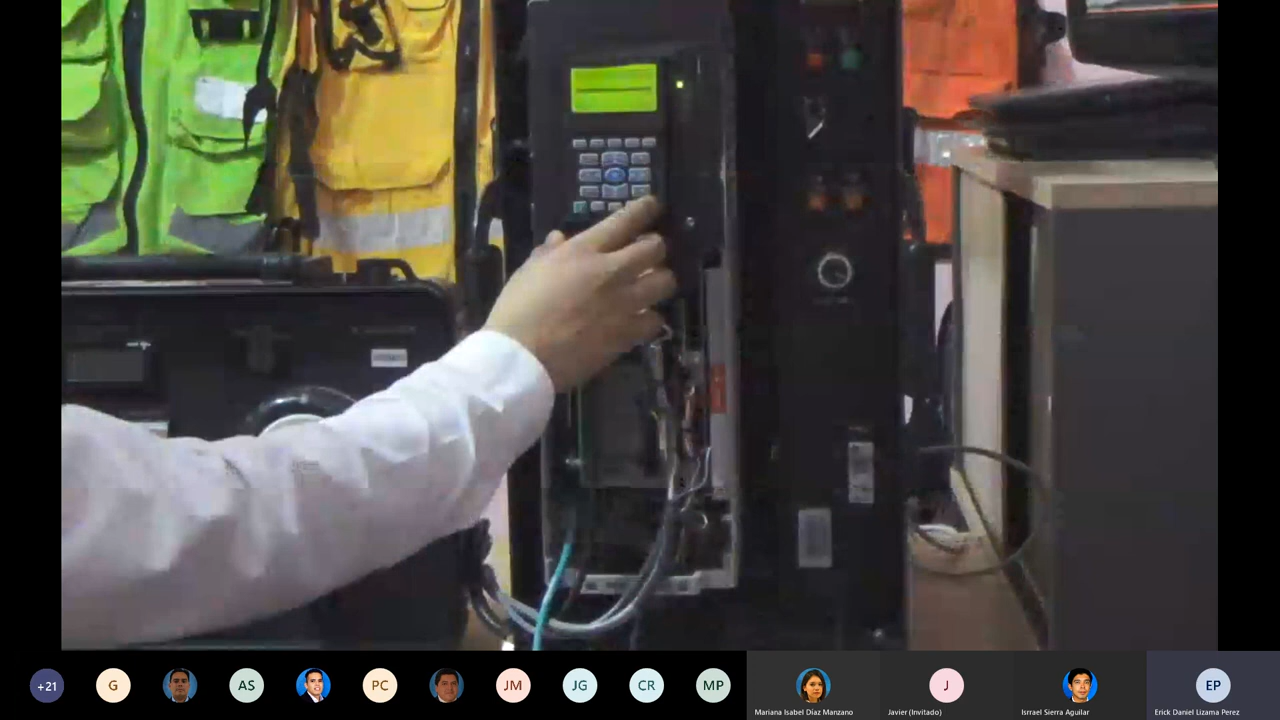 +21
G
AS
PC
JM
JG
CR
MP
Mariana Isabel Díaz Manzano
J
Javier (Invitado)
Isrrael Sierra Aguilar
EP
Erick Daniel Lizama Perez